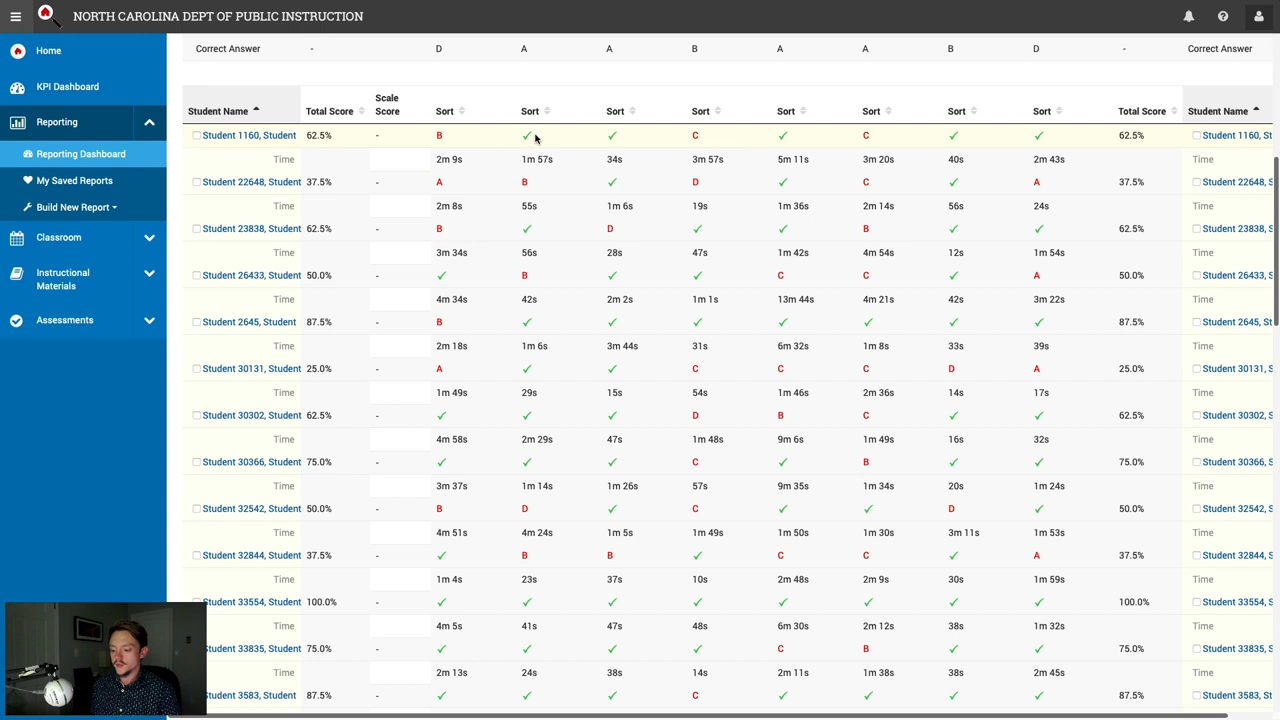 NORTH CAROLINA DEPT OF PUBLIC INSTRUCTION
Home
KPI Dashboard
Reporting
Reporting Dashboard
My Saved Reports
Build New Report
Classroom
Instructional
Materials
Assessments
Correct Answer - D A A B A A B D - Correct Answer
Student Name Total Score Scale Score Sort Sort Sort Sort Sort Sort Sort Sort Total Score Student Name
Student 1160, Student 62.5% - B ✓ ✓ C ✓ C ✓ ✓ 62.5% Student 1160, St
Time 2m 9s 1m 57s 34s 3m 57s 5m 11s 3m 20s 40s 2m 43s Time
Student 22648, Student 37.5% - A B ✓ D ✓ C ✓ A 37.5% Student 22648, S
Time 2m 8s 55s 1m 6s 19s 1m 36s 2m 14s 56s 24s Time
Student 23838, Student 62.5% - B ✓ D ✓ ✓ B ✓ ✓ 62.5% Student 23838, S
Time 3m 34s 56s 28s 47s 1m 42s 4m 54s 12s 1m 54s Time
Student 26433, Student 50.0% - ✓ B ✓ ✓ C C ✓ A 50.0% Student 26433, S
Time 4m 34s 42s 2m 2s 1m 1s 13m 44s 4m 21s 42s 3m 22s Time
Student 2645, Student 87.5% - B ✓ ✓ ✓ ✓ ✓ ✓ ✓ 87.5% Student 2645, St
Time 2m 18s 1m 6s 3m 44s 31s 6m 32s 1m 8s 33s 39s Time
Student 30131, Student 25.0% - A ✓ ✓ C C C D A 25.0% Student 30131, S
Time 1m 49s 29s 15s 54s 1m 46s 2m 36s 14s 17s Time
Student 30302, Student 62.5% - ✓ ✓ ✓ D B C ✓ ✓ 62.5% Student 30302, S
Time 4m 58s 2m 29s 47s 1m 48s 9m 6s 1m 49s 16s 32s Time
Student 30366, Student 75.0% - ✓ ✓ ✓ C ✓ B ✓ ✓ 75.0% Student 30366, S
Time 3m 37s 1m 14s 1m 26s 57s 9m 35s 1m 34s 20s 1m 24s Time
Student 32542, Student 50.0% - B D ✓ C ✓ ✓ D ✓ 50.0% Student 32542, S
Time 4m 51s 4m 24s 1m 5s 1m 49s 1m 50s 1m 30s 3m 11s 1m 53s Time
Student 32844, Student 37.5% - ✓ B B ✓ C C ✓ A 37.5% Student 32844, S
Time 1m 4s 23s 37s 10s 2m 48s 2m 9s 30s 1m 59s Time
Student 33554, Student 100.0% - ✓ ✓ ✓ ✓ ✓ ✓ ✓ ✓ 100.0% Student 33554, S
Time 4m 5s 41s 47s 48s 6m 30s 2m 12s 38s 1m 32s Time
Student 33835, Student 75.0% - ✓ ✓ ✓ ✓ C B ✓ ✓ 75.0% Student 33835, S
Time 2m 13s 24s 38s 14s 2m 11s 1m 38s 38s 2m 45s Time
Student 3583, Student 87.5% - ✓ ✓ ✓ C ✓ ✓ ✓ ✓ 87.5% Student 3583, St